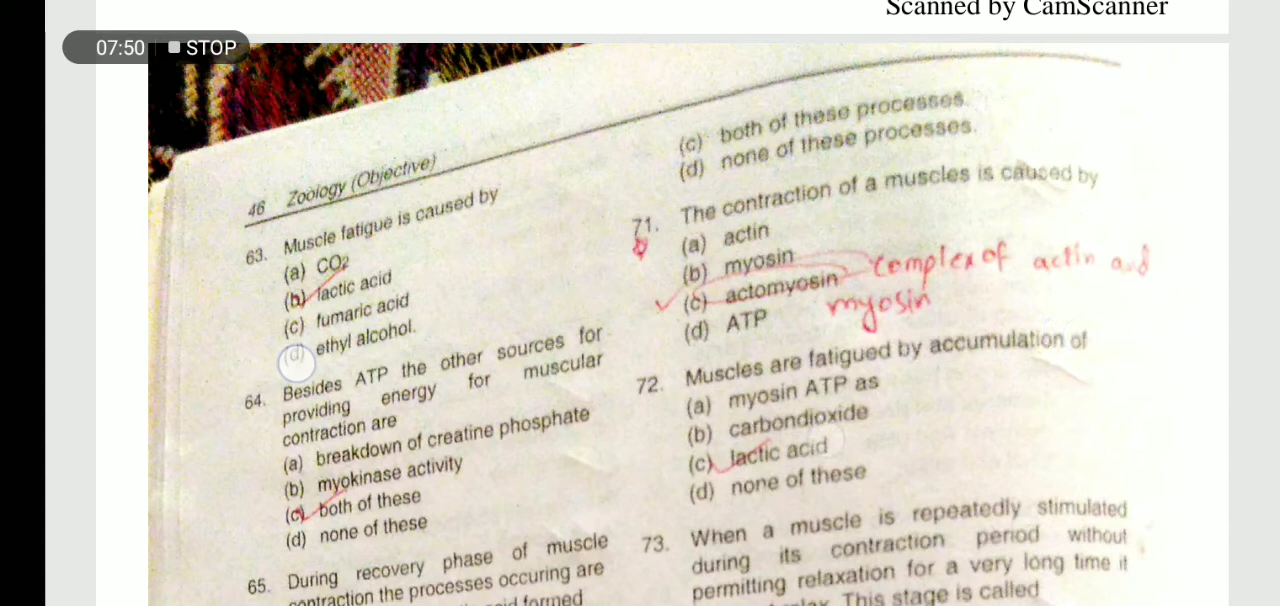 Scanned by CamScanner
07:50 STOP
46 Zoology (Objective)
63. Muscle fatigue is caused by
(a) CO2
(b) lactic acid
(c) fumaric acid
(d) ethyl alcohol.
64. Besides ATP the other sources for
providing energy for muscular
contraction are
(a) breakdown of creatine phosphate
(b) myokinase activity
(c) both of these
(d) none of these
65. During recovery phase of muscle
contraction the processes occuring are
formed
(c) both of these processes.
(d) none of these processes.
71. The contraction of a muscles is caused by
(a) actin
(b) myosin
(c) actomyosin
complex of actin and
myosin
(d) ATP
72. Muscles are fatigued by accumulation of
(a) myosin ATP as
(b) carbondioxide
(c) lactic acid
(d) none of these
73. When a muscle is repeatedly stimulated
during its contraction period without
permitting relaxation for a very long time it
This stage is called